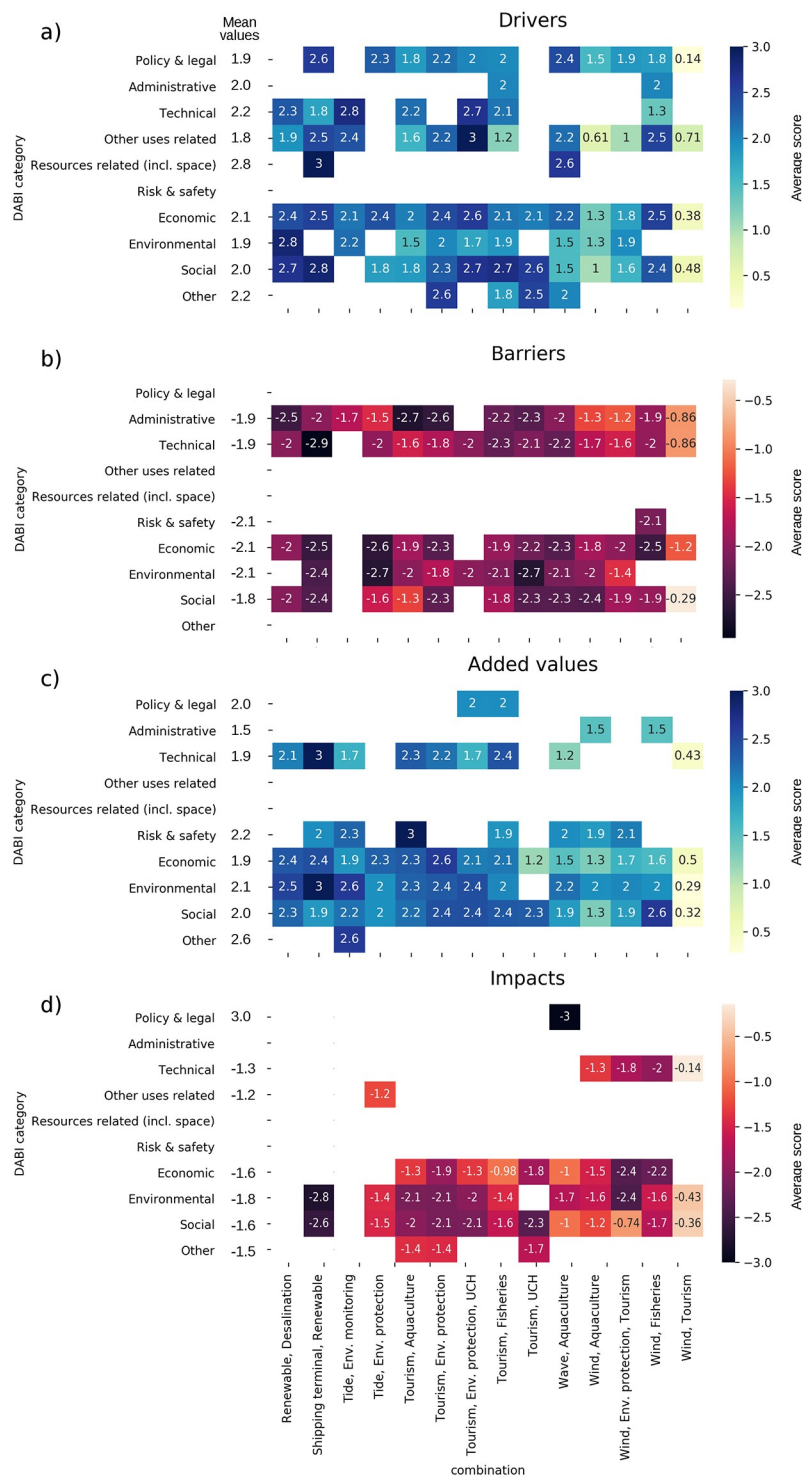 a)
Mean
values
Drivers
DABI category
Policy & legal 1.9 2.6 2.3 1.8 2.2 2 2 2.4 1.5 1.9 1.8 0.14
Administrative 2.0 2 2
Technical 2.2 2.3 1.8 2.8 2.2 2.7 2.1 1.3
Other uses related 1.8 1.9 2.5 2.4 1.6 2.2 3 1.2 2.2 0.61 1 2.5 0.71
Resources related (incl. space) 2.8 3 2.6
Risk & safety
Economic 2.1 2.4 2.5 2.1 2.4 2 2.4 2.6 2.1 2.1 2.2 1.3 1.8 2.5 0.38
Environmental 1.9 2.8 2.2 1.5 2 1.7 1.9 1.5 1.3 1.9
Social 2.0 2.7 2.8 1.8 1.8 2.3 2.7 2.7 2.6 1.5 1 1.6 2.4 0.48
Other 2.2 2.6 1.8 2.5 2
3.0
2.5
2.0
1.5
1.0
0.5
Average score
b)
Barriers
DABI category
Policy & legal
Administrative -1.9 -2.5 -2 -1.7 -1.5 -2.7 -2.6 -2.2 -2.3 -2 -1.3 -1.2 -1.9 -0.86
Technical -1.9 -2 -2.9 -2 -1.6 -1.8 -2 -2.3 -2.1 -2.2 -1.7 -1.6 -2 -0.86
Other uses related
Resources related (incl. space)
Risk & safety -2.1 -2.1
Economic -2.1 -2 -2.5 -2.6 -1.9 -2.3 -1.9 -2.2 -2.3 -1.8 -2 -2.5 -1.2
Environmental -2.1 -2.4 -2.7 -2 -1.8 -2 -2.1 -2.7 -2.1 -2 -1.4
Social -1.8 -2 -2.4 -1.6 -1.3 -2.3 -1.8 -2.3 -2.3 -2.4 -1.9 -1.9 -0.29
Other
−0.5
−1.0
−1.5
−2.0
−2.5
Average score
c)
Added values
DABI category
Policy & legal 2.0 2 2
Administrative 1.5 1.5 1.5
Technical 1.9 2.1 3 1.7 2.3 2.2 1.7 2.4 1.2 0.43
Other uses related
Resources related (incl. space)
Risk & safety 2.2 2 2.3 3 1.9 2 1.9 2.1
Economic 1.9 2.4 2.4 1.9 2.3 2.3 2.6 2.1 2.1 1.2 1.5 1.3 1.7 1.6 0.5
Environmental 2.1 2.5 3 2.6 2 2.3 2.4 2.4 2 2.2 2 2 2 0.29
Social 2.0 2.3 1.9 2.2 2 2.2 2.4 2.4 2.4 2.3 1.9 1.3 1.9 2.6 0.32
Other 2.6 2.6
3.0
2.5
2.0
1.5
1.0
0.5
Average score
d)
Impacts
DABI category
Policy & legal 3.0 -3
Administrative
Technical -1.3 -1.3 -1.8 -2 -0.14
Other uses related -1.2 -1.2
Resources related (incl. space)
Risk & safety
Economic -1.6 -1.3 -1.9 -1.3 -0.98 -1.8 -1 -1.5 -2.4 -2.2
Environmental -1.8 -2.8 -1.4 -2.1 -2.1 -2 -1.4 -1.7 -1.6 -2.4 -1.6 -0.43
Social -1.6 -2.6 -1.5 -2 -2.1 -2.1 -1.6 -2.3 -1 -1.2 -0.74 -1.7 -0.36
Other -1.5 -1.4 -1.4 -1.7
−0.5
−1.0
−1.5
−2.0
−2.5
−3.0
Average score
Renewable, Desalination
Shipping terminal, Renewable
Tide, Env. monitoring
Tide, Env. protection
Tourism, Aquaculture
Tourism, Env. protection
Tourism, Env. protection, UCH
Tourism, Fisheries
Tourism, UCH
Wave, Aquaculture
Wind, Aquaculture
Wind, Env. protection, Tourism
Wind, Fisheries
Wind, Tourism
combination